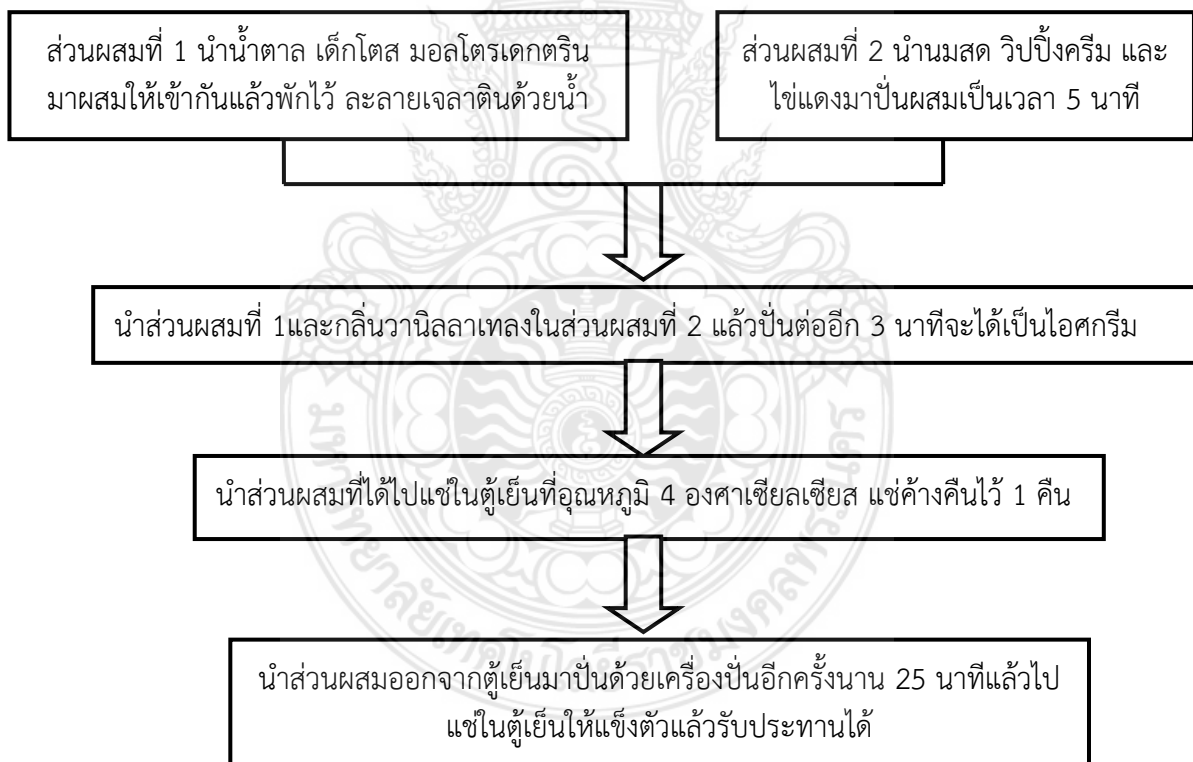 ส่วนผสมที่ 1 นำน้ำตาล เด็กโตส มอลโตรเดกตริน
มาผสมให้เข้ากันแล้วพักไว้ ละลายเจลาตินด้วยน้ำ
ส่วนผสมที่ 2 นำนมสด วิปปิ้งครีม และ
ไข่แดงมาปั่นผสมเป็นเวลา 5 นาที
นำส่วนผสมที่ 1และกลิ่นวานิลลาเทลงในส่วนผสมที่ 2 แล้วปั่นต่ออีก 3 นาทีจะได้เป็นไอศกรีม
นำส่วนผสมที่ได้ไปแช่ในตู้เย็นที่อุณหภูมิ 4 องศาเซียลเซียส แช่ค้างคืนไว้ 1 คืน
นำส่วนผสมออกจากตู้เย็นมาปั่นด้วยเครื่องปั่นอีกครั้งนาน 25 นาทีแล้วไป
แช่ในตู้เย็นให้แข็งตัวแล้วรับประทานได้